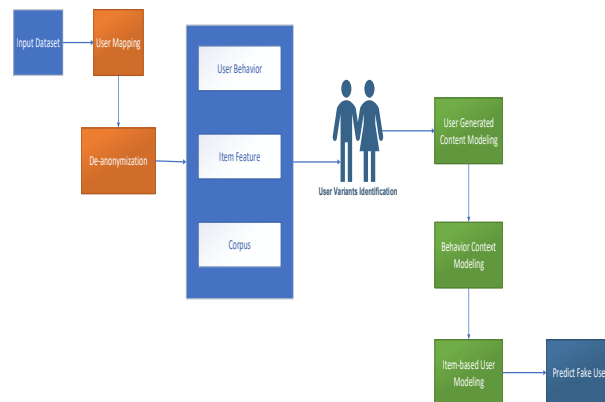 Input Dataset
User Mapping
De-anonymization
User Behavior
Item Feature
Corpus
User Variants Identification
User Generated
Content Modeling
Behavior Context
Modeling
Item-based User
Modeling
Predict Fake Use